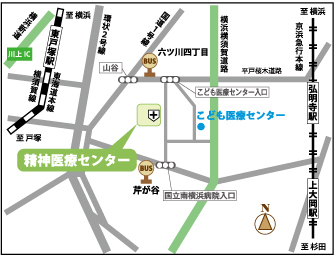 至 横浜
横浜新道
川上IC
東戸塚駅
横須賀線
東海道本線
至 戸塚
環状2号線
国道1号線
BUS
六ツ川四丁目
山谷
横浜横須賀道路
平戸桜木道路
こども医療センター入口
こども医療センター
精神医療センター
BUS
芹が谷
国立南横浜病院入口
至 横浜
京浜急行本線
弘明寺駅
上大岡駅
至 杉田
N